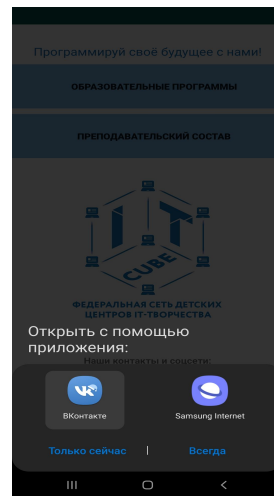 Программируй своё будущее с нами!
ОБРАЗОВАТЕЛЬНЫЕ ПРОГРАММЫ
ПРЕПОДАВАТЕЛЬСКИЙ СОСТАВ
IT
CUBE
ФЕДЕРАЛЬНАЯ СЕТЬ ДЕТСКИХ
ЦЕНТРОВ IT-ТВОРЧЕСТВА
Открыть с помощью
приложения:
Наши контакты и соцсети:
ВКонтакте
Samsung Internet
Только сейчас
Всегда